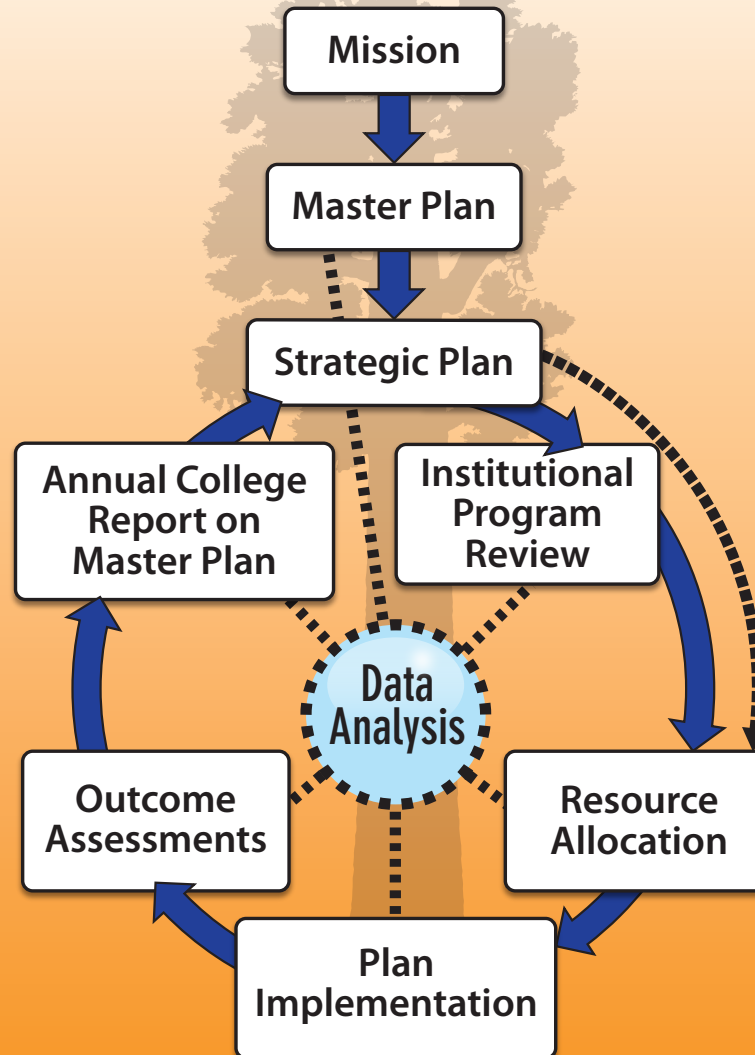 Mission
Master Plan
Strategic Plan
Institutional
Program
Review
Resource
Allocation
Plan
Implementation
Outcome
Assessments
Annual College
Report on
Master Plan
Data
Analysis